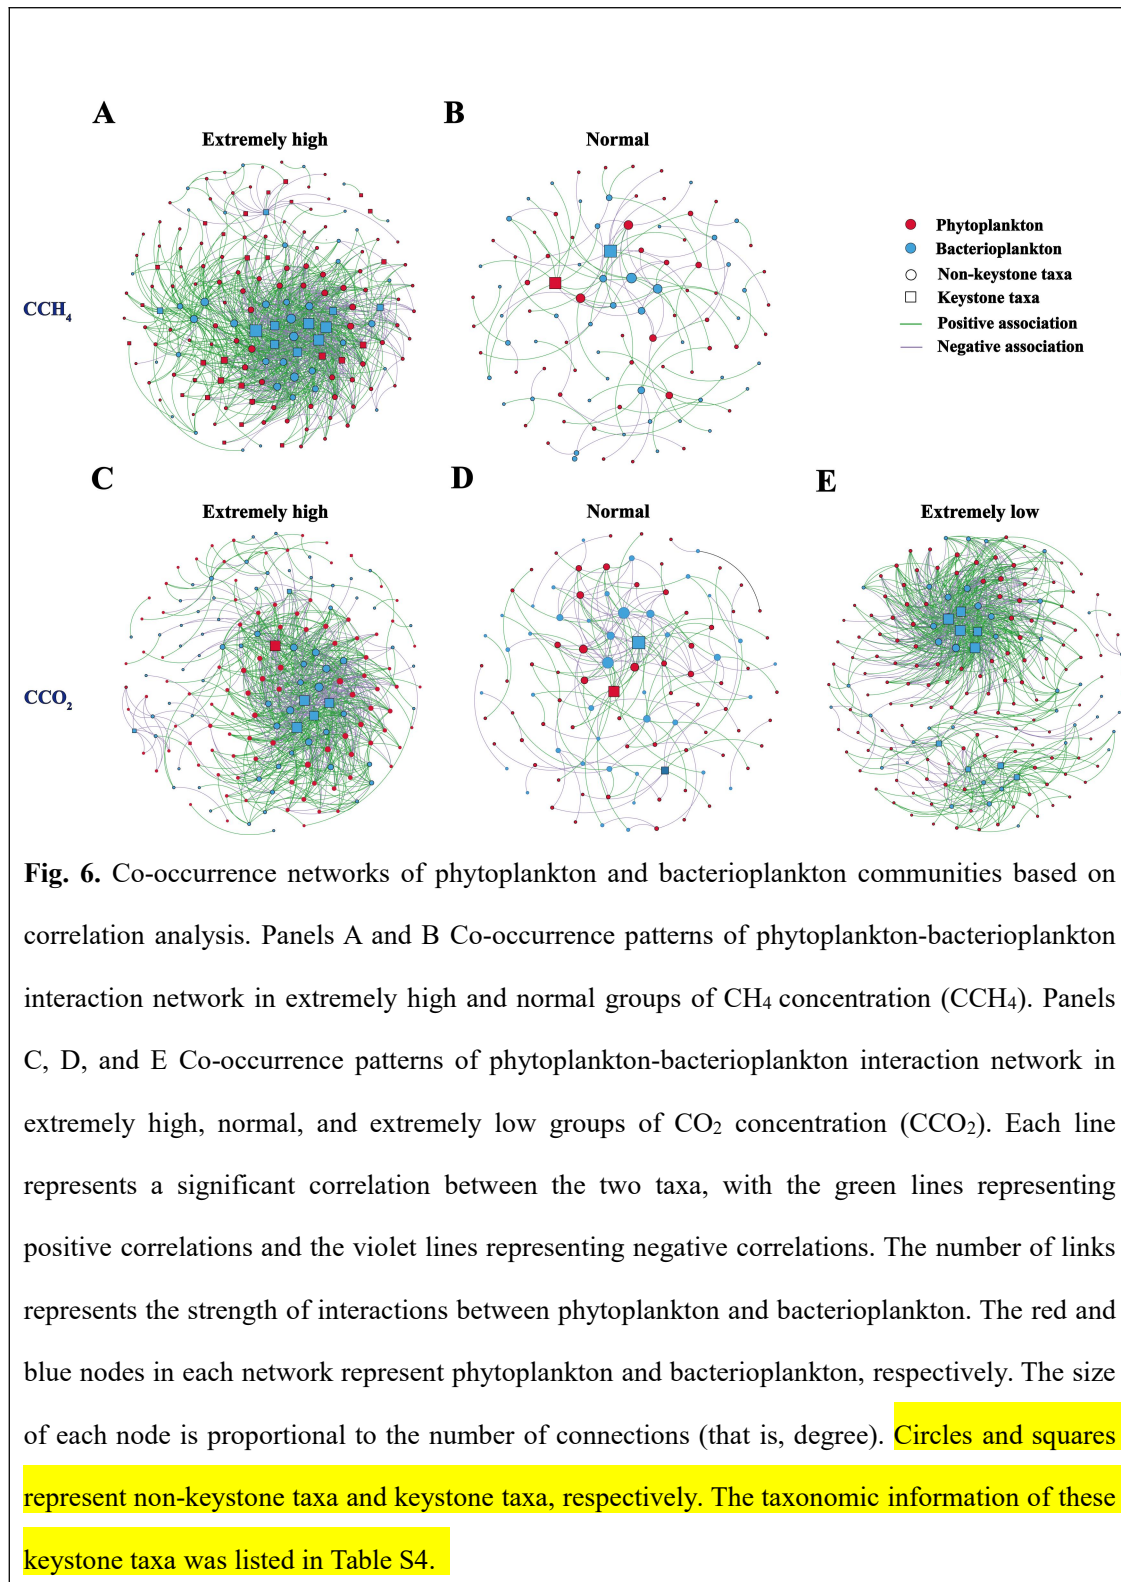 A
B
Extremely high
Normal
Phytoplankton
Bacterioplankton
Non-keystone taxa
Keystone taxa
Positive association
Negative association
CCH₄
C
D
E
Extremely high
Normal
Extremely low
CCO₂
Fig. 6. Co-occurrence networks of phytoplankton and bacterioplankton communities based on
correlation analysis. Panels A and B Co-occurrence patterns of phytoplankton-bacterioplankton
interaction network in extremely high and normal groups of CH₄ concentration (CCH₄). Panels
C, D, and E Co-occurrence patterns of phytoplankton-bacterioplankton interaction network in
extremely high, normal, and extremely low groups of CO₂ concentration (CCO₂). Each line
represents a significant correlation between the two taxa, with the green lines representing
positive correlations and the violet lines representing negative correlations. The number of links
represents the strength of interactions between phytoplankton and bacterioplankton. The red and
blue nodes in each network represent phytoplankton and bacterioplankton, respectively. The size
of each node is proportional to the number of connections (that is, degree). Circles and squares
represent non-keystone taxa and keystone taxa, respectively. The taxonomic information of these
keystone taxa was listed in Table S4.